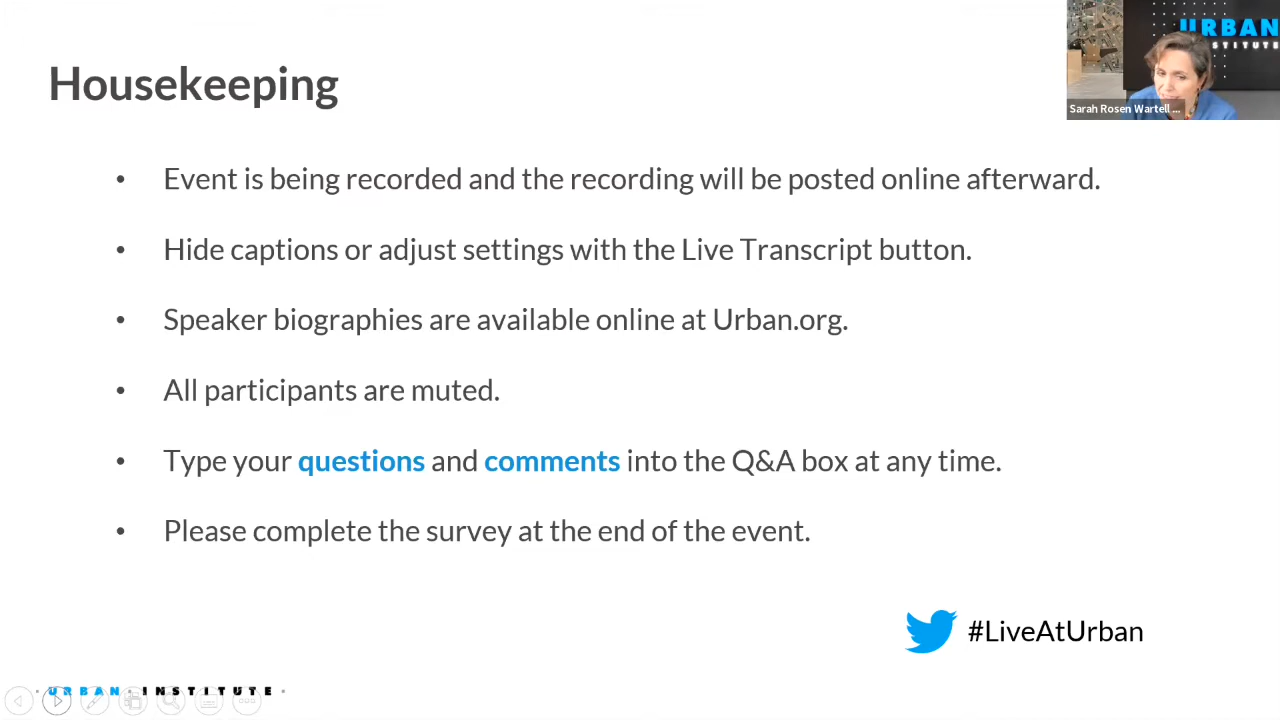 Housekeeping
URBAN
INSTITUTE
Sarah Rosen Wartell ...
• Event is being recorded and the recording will be posted online afterward.
• Hide captions or adjust settings with the Live Transcript button.
• Speaker biographies are available online at Urban.org.
• All participants are muted.
• Type your questions and comments into the Q&A box at any time.
• Please complete the survey at the end of the event.
#LiveAtUrban
· URBAN · INSTITUTE ·